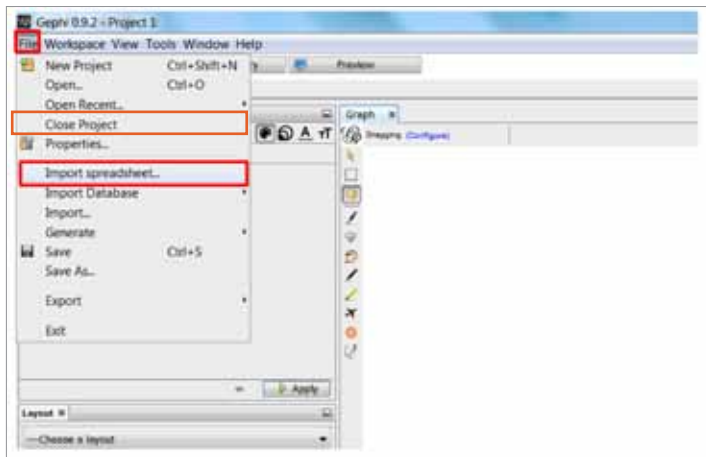 Gephi 0.9.2 - Project 1
File Workspace View Tools Window Help
New Project Ctrl+Shift+N
Preview
Open... Ctrl+O
Open Recent...
Close Project
Properties...
Import spreadsheet...
Import Database
Import...
Generate
Save Ctrl+S
Save As...
Export
Exit
Graph
Dragging (Configure)
Apply
Layout
---Choose a layout